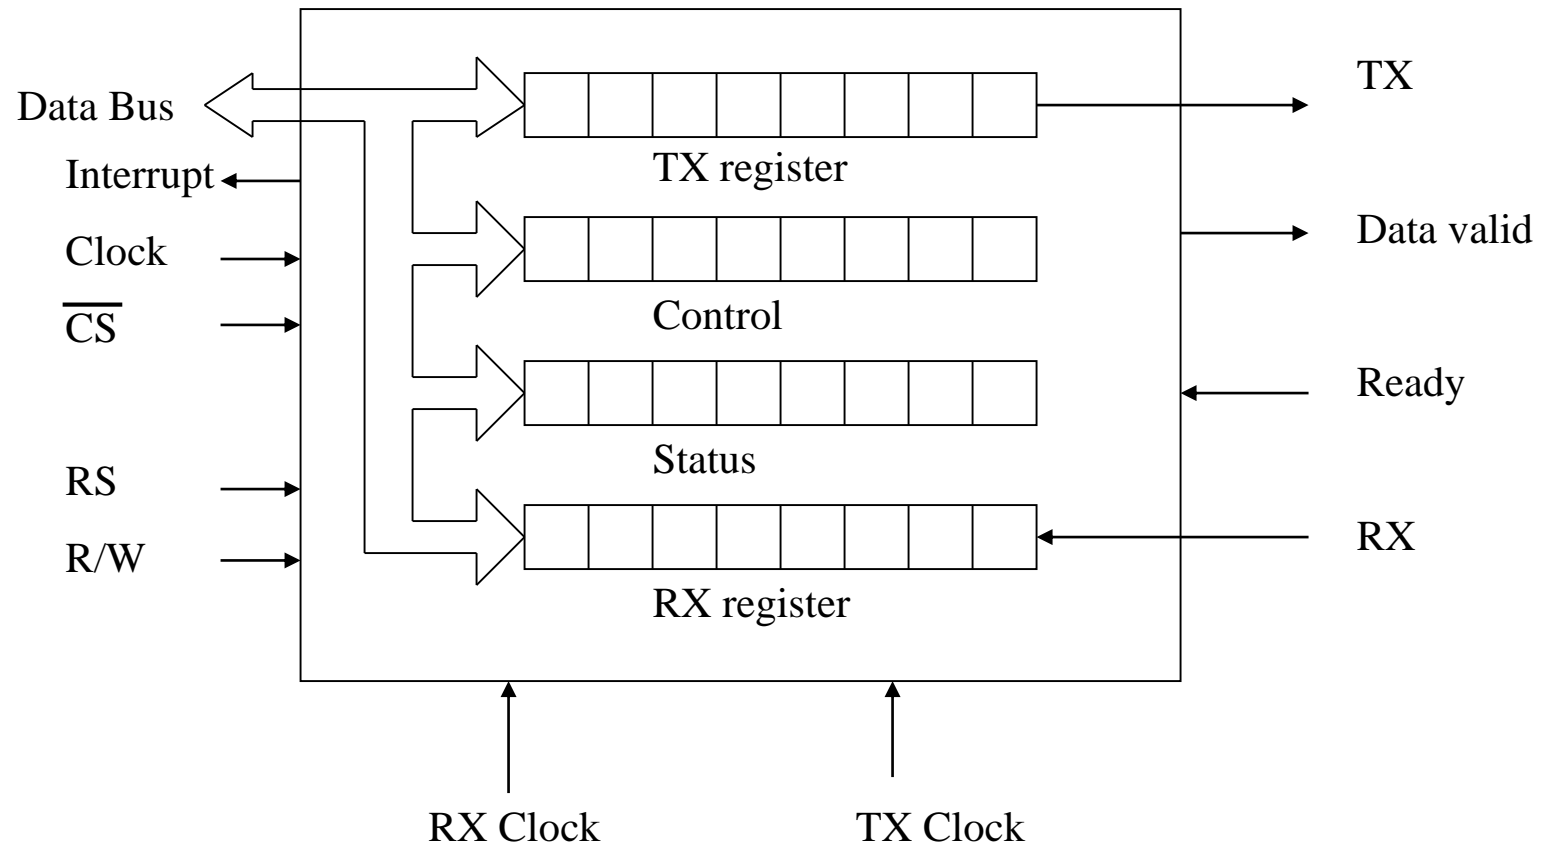 Data Bus
Interrupt
Clock
CS
RS
R/W
TX register
Control
Status
RX register
TX
Data valid
Ready
RX
RX Clock
TX Clock